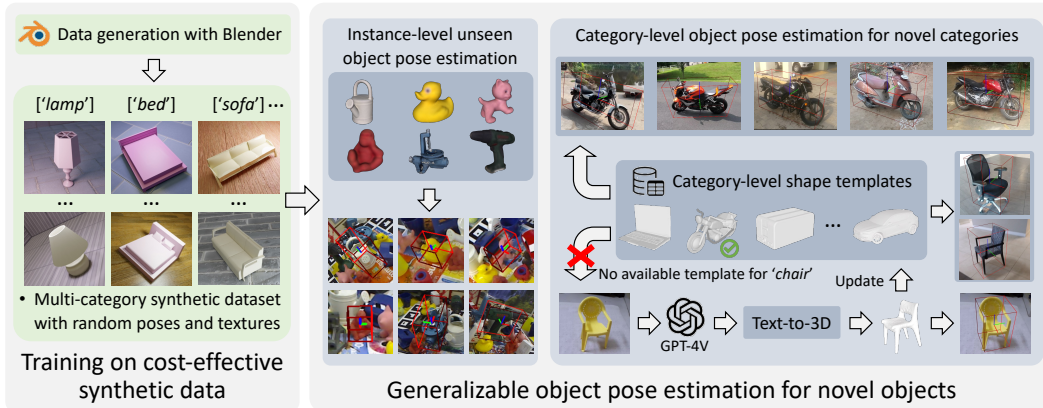 Data generation with Blender
['lamp'] ['bed'] ['sofa'] •••
••• ••• •••
• Multi-category synthetic dataset
with random poses and textures
Training on cost-effective
synthetic data
Instance-level unseen
object pose estimation
Category-level object pose estimation for novel categories
Category-level shape templates
•••
No available template for 'chair'
Update
GPT-4V
Text-to-3D
Generalizable object pose estimation for novel objects